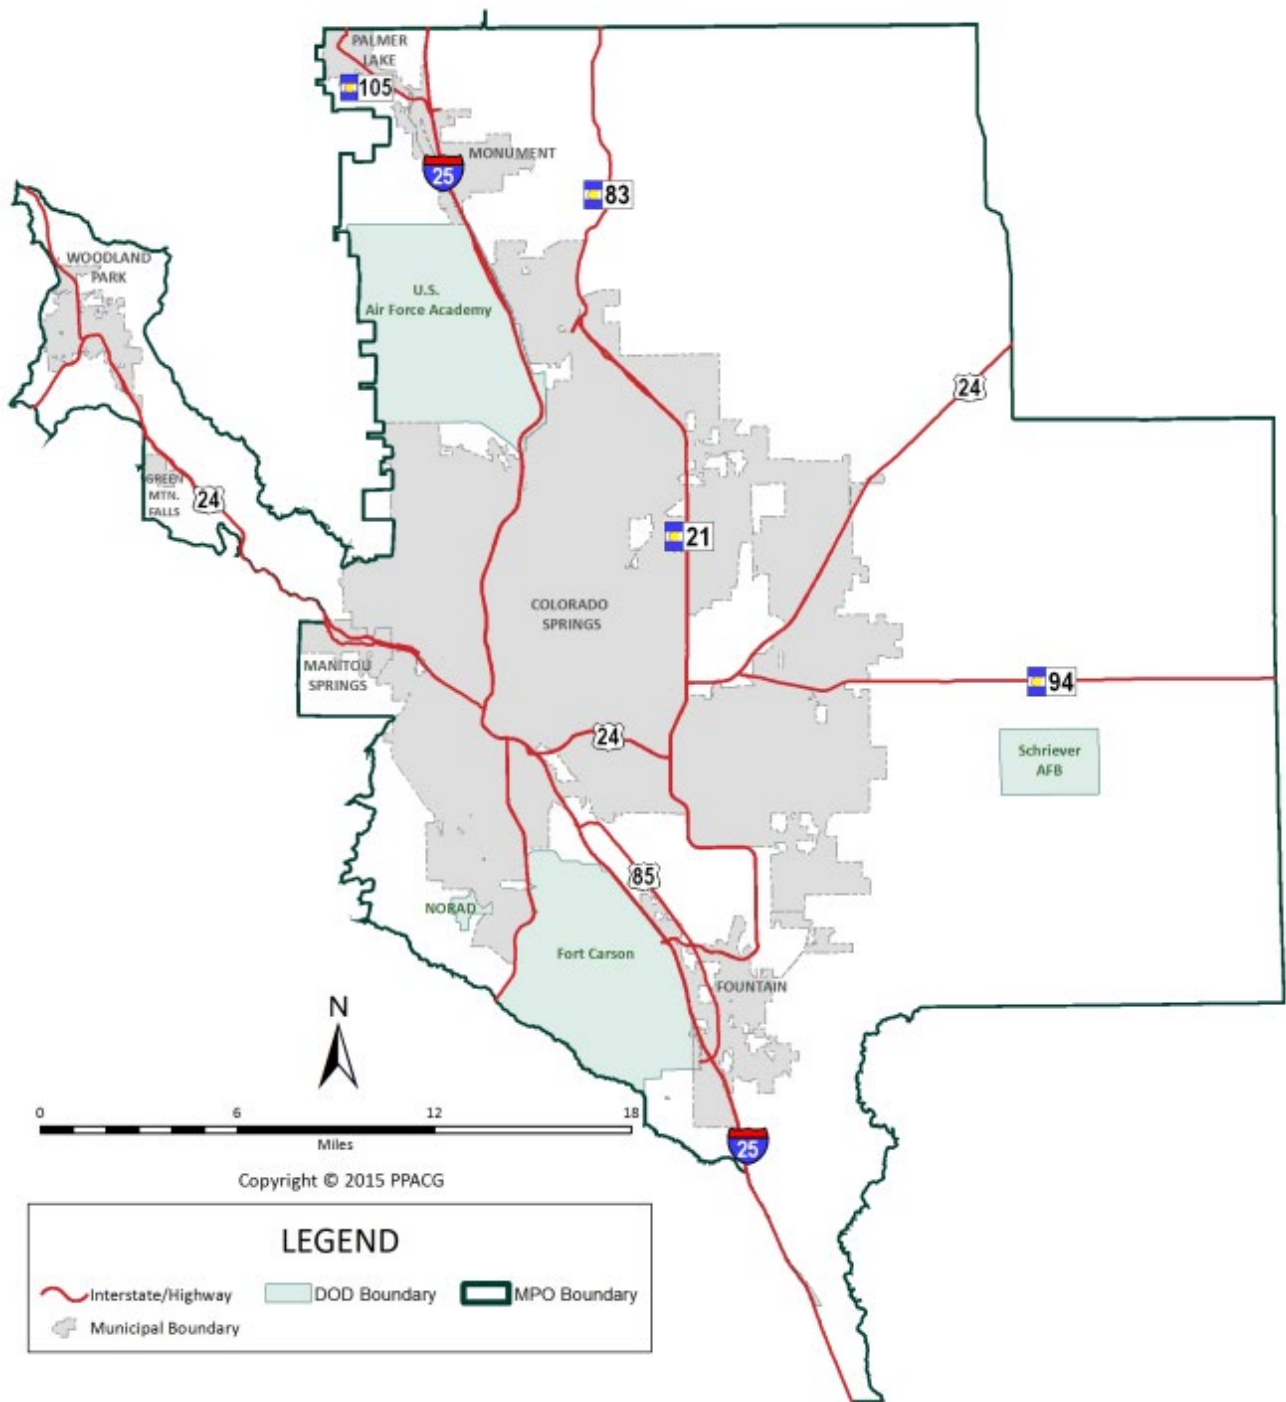 PALMER
LAKE
105
MONUMENT
25
83
WOODLAND
PARK
U.S.
Air Force Academy
24
GREEN
MTN.
FALLS
24
21
COLORADO
SPRINGS
MANITOU
SPRINGS
94
24
Schriever
AFB
85
NORAD
Fort Carson
FOUNTAIN
N
0 6 12 18
Miles
25
Copyright © 2015 PPACG
LEGEND
Interstate/Highway DOD Boundary MPO Boundary
Municipal Boundary